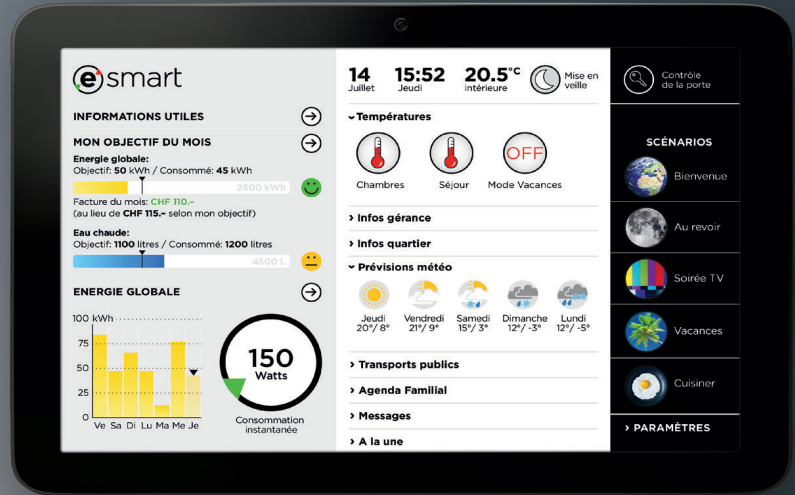 esmart
INFORMATIONS UTILES
MON OBJECTIF DU MOIS
Energie globale:
Objectif: 50 kWh / Consommé: 45 kWh
2500 kWh
Facture du mois: CHF 110.–
(au lieu de CHF 115.– selon mon objectif)
Eau chaude:
Objectif: 1100 litres / Consommé: 1200 litres
4500 L
ENERGIE GLOBALE
100 kWh
75
50
25
0
Ve Sa Di Lu Ma Me Je
150
Watts
Consommation
instantanée
14
Juillet
15:52
Jeudi
20.5°C
intérieure
Mise en
veille
Températures
Chambres
Séjour
OFF
Mode Vacances
Infos gérance
Infos quartier
Prévisions météo
Jeudi
20°/ 8°
Vendredi
21°/ 9°
Samedi
15°/ 3°
Dimanche
12°/ -3°
Lundi
12°/ -5°
Transports publics
Agenda Familial
Messages
A la une
Contrôle
de la porte
SCÉNARIOS
Bienvenue
Au revoir
Soirée TV
Vacances
Cuisiner
PARAMÈTRES